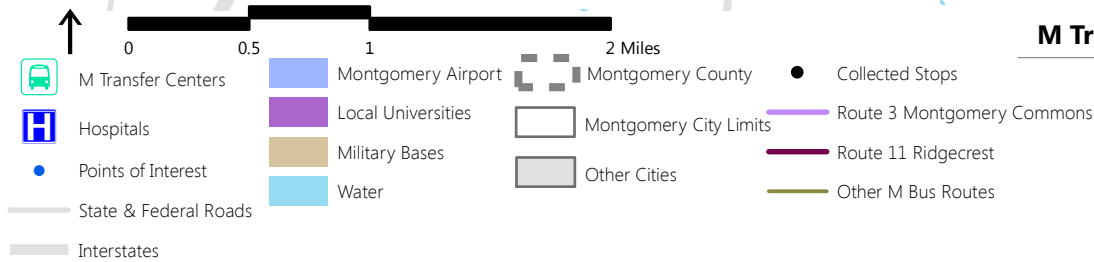 0 0.5 1 2 Miles
M Tr
M Transfer Centers
H Hospitals
Points of Interest
State & Federal Roads
Interstates
Montgomery Airport
Local Universities
Military Bases
Water
Montgomery County
Montgomery City Limits
Other Cities
Collected Stops
Route 3 Montgomery Commons
Route 11 Ridgecrest
Other M Bus Routes